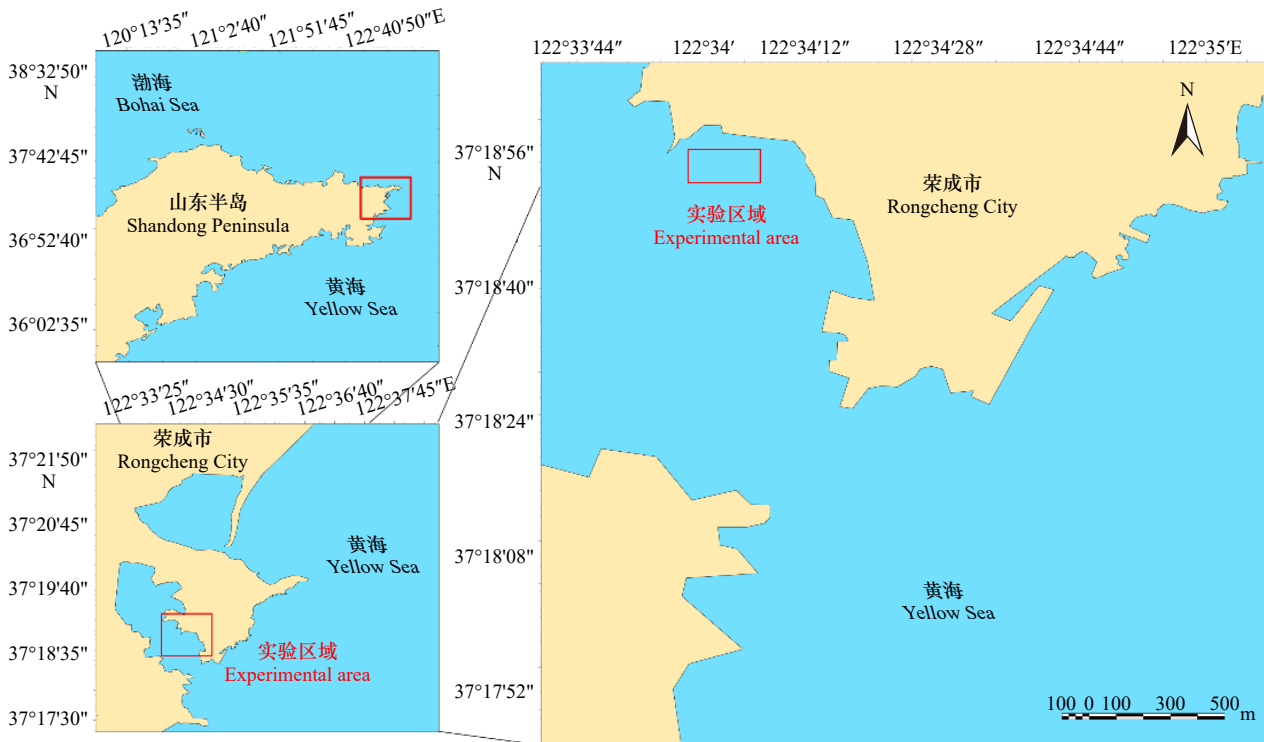 120°13'35″ 121°2'40″ 121°51'45″ 122°40'50″E
38°32'50″
N
37°42'45″
36°52'40″
36°02'35″
渤海
Bohai Sea
山东半岛
Shandong Peninsula
黄海
Yellow Sea
122°33'25″ 122°34'30″ 122°35'35″ 122°36'40″ 122°37'45″E
37°21'50″
N
37°20'45″
37°19'40″
37°18'35″
37°17'30″
荣成市
Rongcheng City
黄海
Yellow Sea
实验区域
Experimental area
122°33'44″ 122°34″ 122°34'12″ 122°34'28″ 122°34'44″ 122°35″E
37°18'56″
N
37°18'40″
37°18'24″
37°18'08″
37°17'52″
N
荣成市
Rongcheng City
实验区域
Experimental area
黄海
Yellow Sea
100 0 100 300 500
m